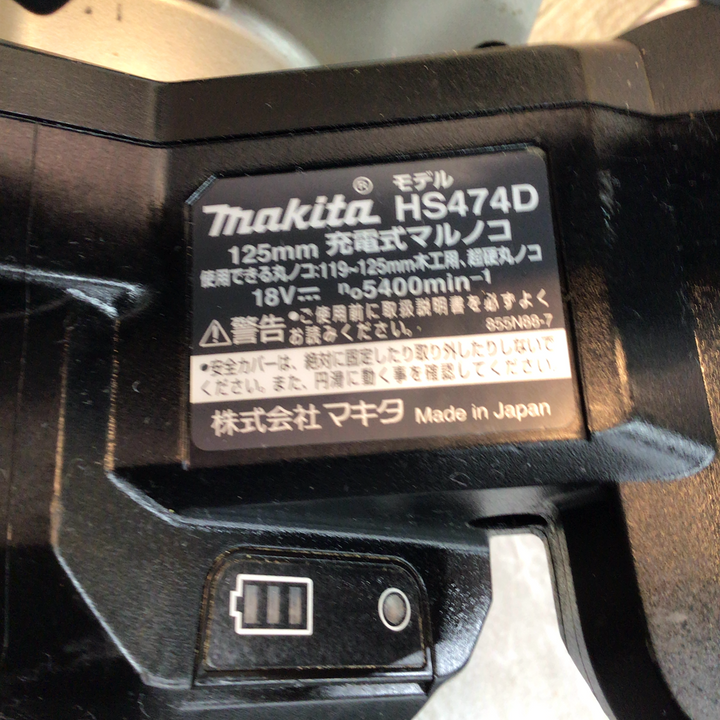 モデル
makita® HS474D
125mm 充電式マルノコ
使用できる丸ノコ:119~125mm木工用、超硬丸ノコ
18V⎓ n₀5400min⁻¹
⚠警告 •ご使用前に取扱説明書を必ずよく
お読みください。 855N88-7
•安全カバーは、絶対に固定したり取り外したりしないで
ください。また、円滑に動く事を確認してください。
株式会社 マキタ Made in Japan